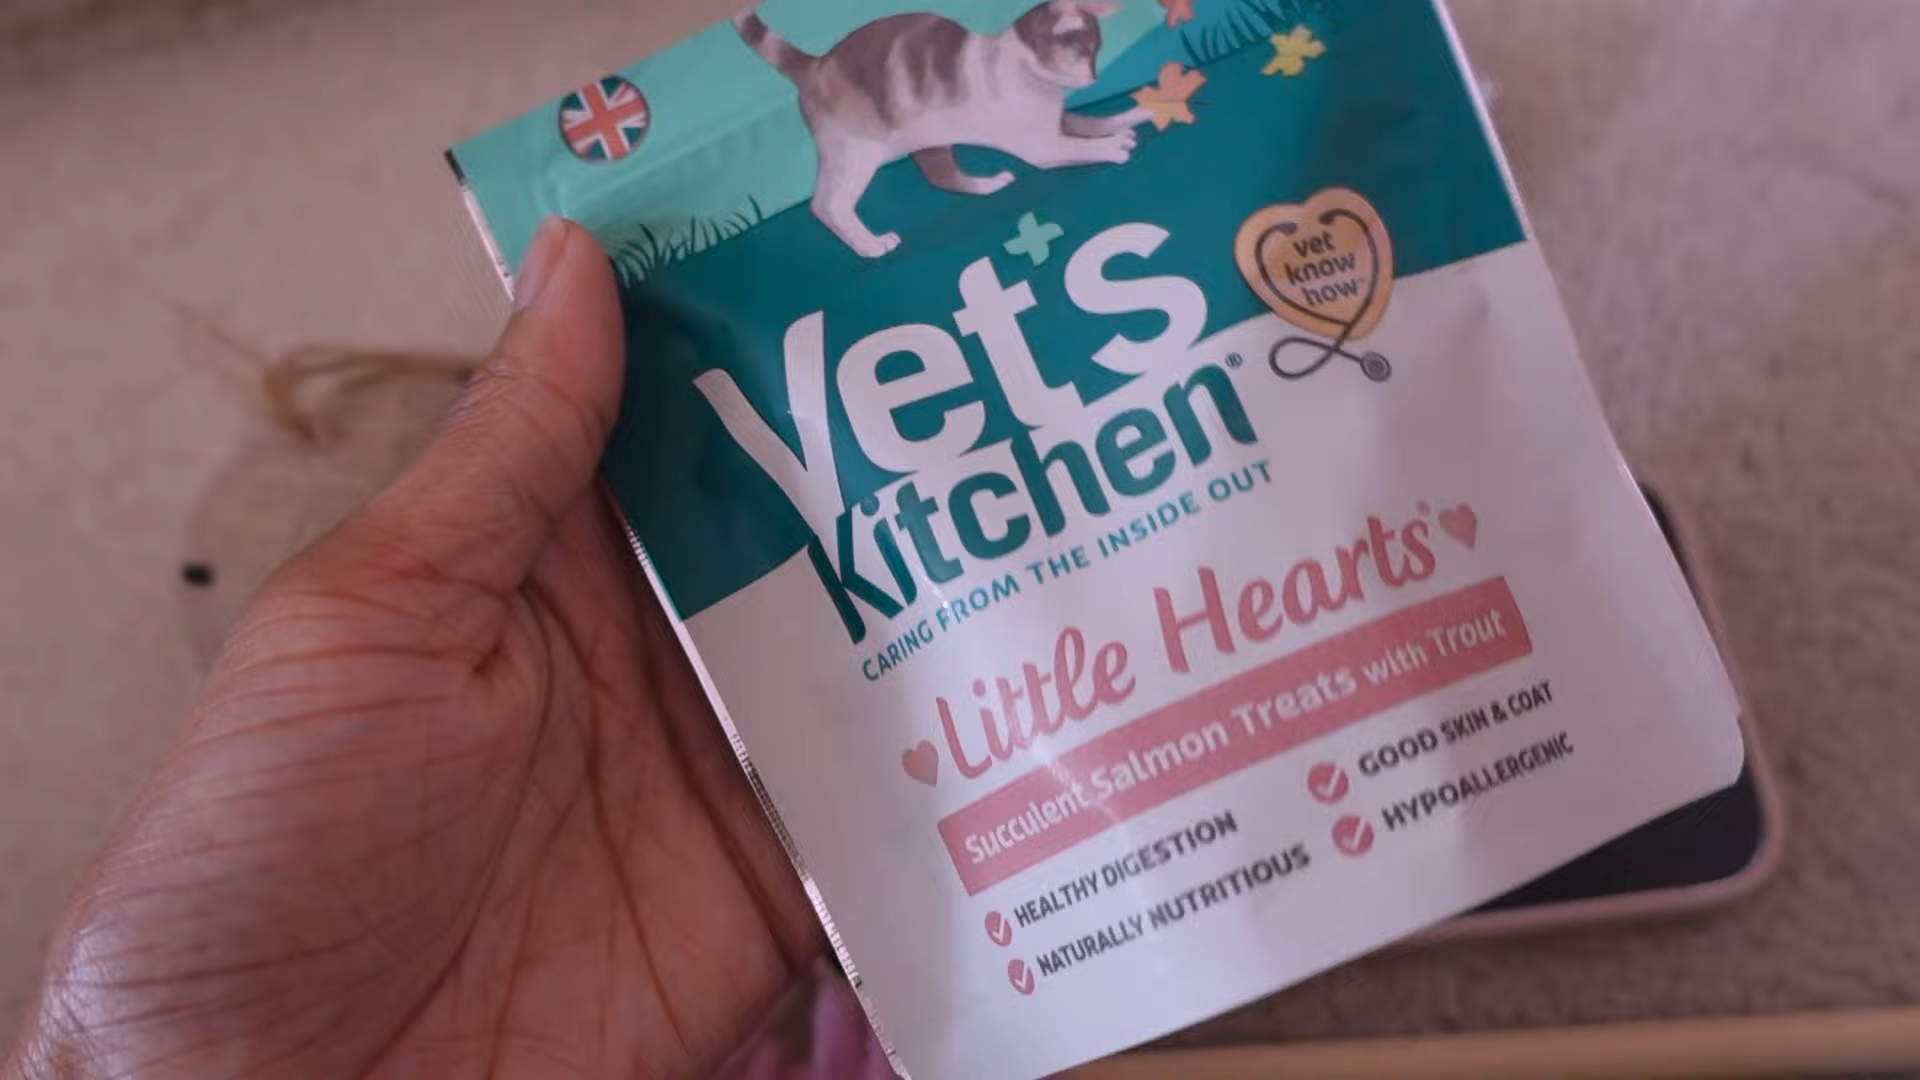 vet
know
how™
Vet's
Kitchen®
CARING FROM THE INSIDE OUT
Little Hearts
Succulent Salmon Treats with Trout
HEALTHY DIGESTION
GOOD SKIN & COAT
NATURALLY NUTRITIOUS
HYPOALLERGENIC